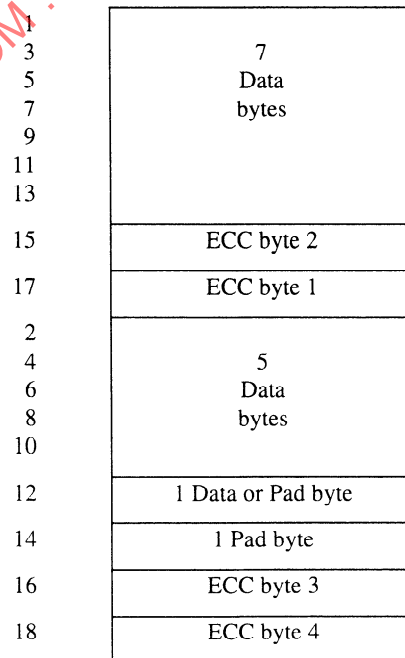 OM.
1
3 7
5 Data
7 bytes
9
11
13
15 ECC byte 2
17 ECC byte 1
2
4 5
6 Data
8 bytes
10
12 1 Data or Pad byte
14 1 Pad byte
16 ECC byte 3
18 ECC byte 4